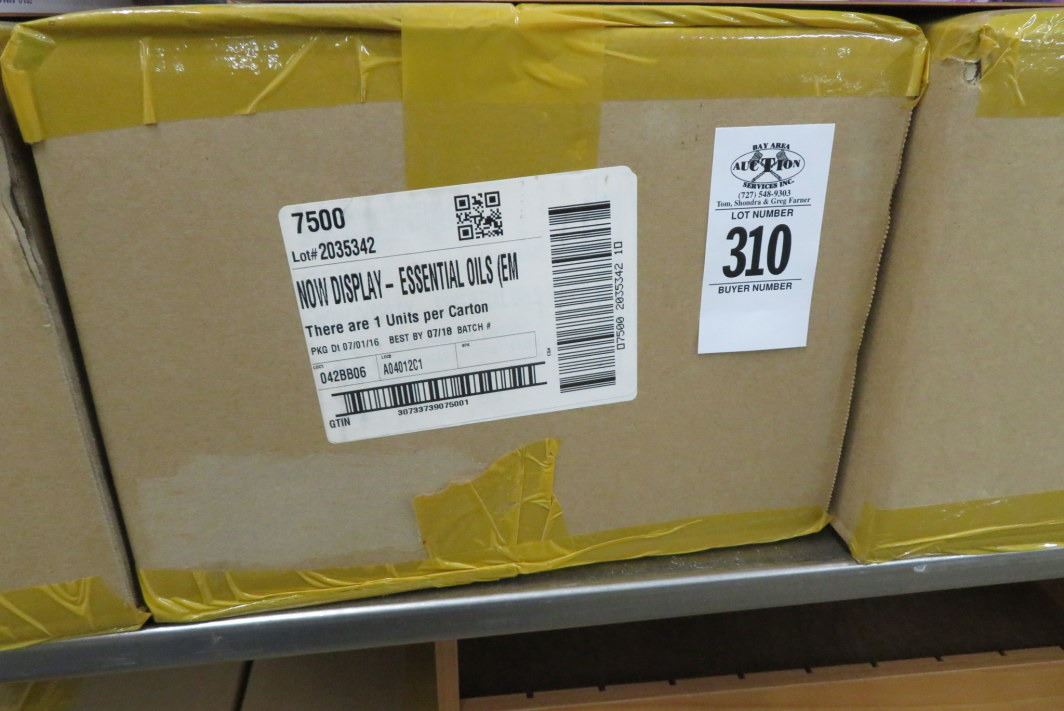 7500
Lot# 2035342
NOW DISPLAY - ESSENTIAL OILS (EM
There are 1 Units per Carton
PKG Dt 07/01/16 BEST BY 07/18 BATCH #
042BB06 A04012C1
30733739075001
GTIN
07500 2035342 10
BAY AREA
AUCTION
SERVICES INC.
(727) 548-9303
Tom, Shondra & Greg Farner
LOT NUMBER
310
BUYER NUMBER